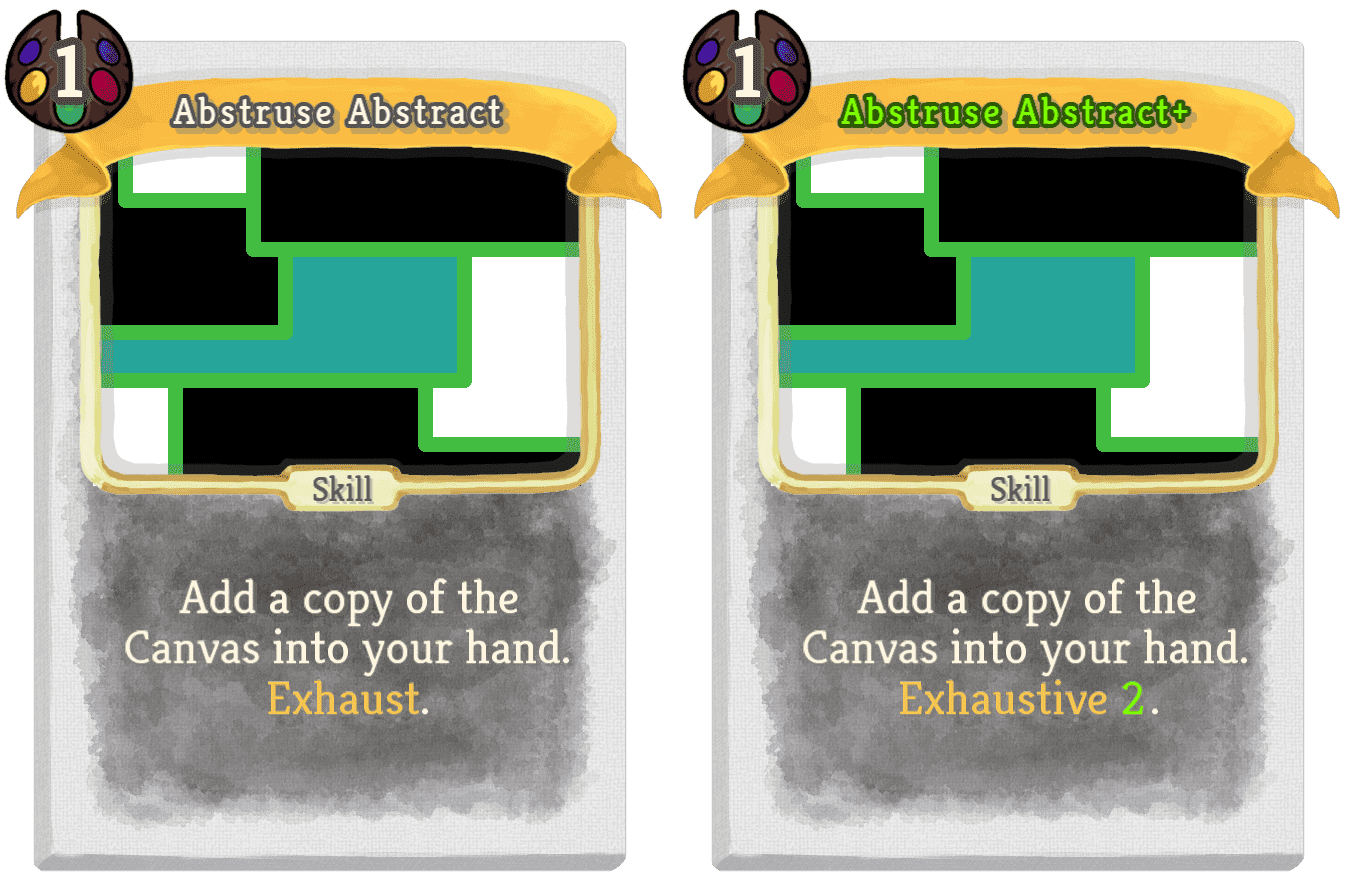 1
Abstruse Abstract
Skill
Add a copy of the
Canvas into your hand.
Exhaust.
1
Abstruse Abstract+
Skill
Add a copy of the
Canvas into your hand.
Exhaustive 2.